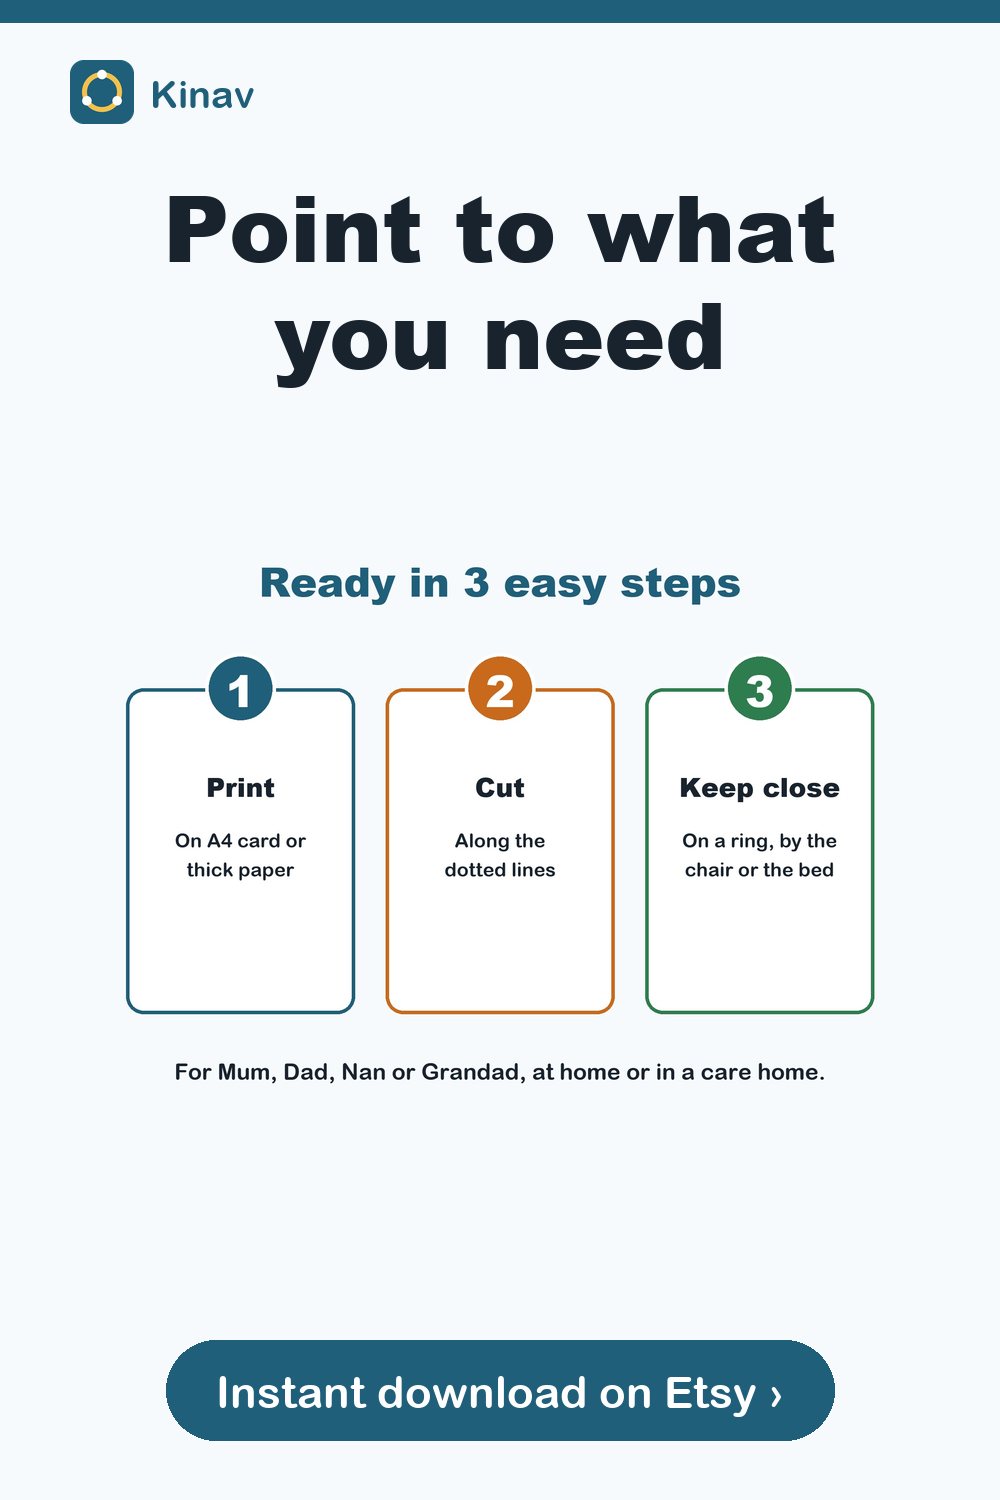 Kinav
Point to what
you need
Ready in 3 easy steps
1
Print
On A4 card or
thick paper
2
Cut
Along the
dotted lines
3
Keep close
On a ring, by the
chair or the bed
For Mum, Dad, Nan or Grandad, at home or in a care home.
Instant download on Etsy ›